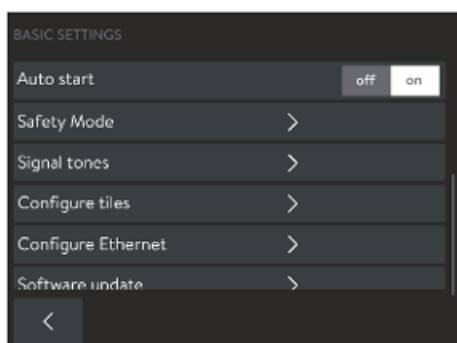 BASIC SETTINGS
Auto start off on
Safety Mode
Signal tones
Configure tiles
Configure Ethernet
Software update